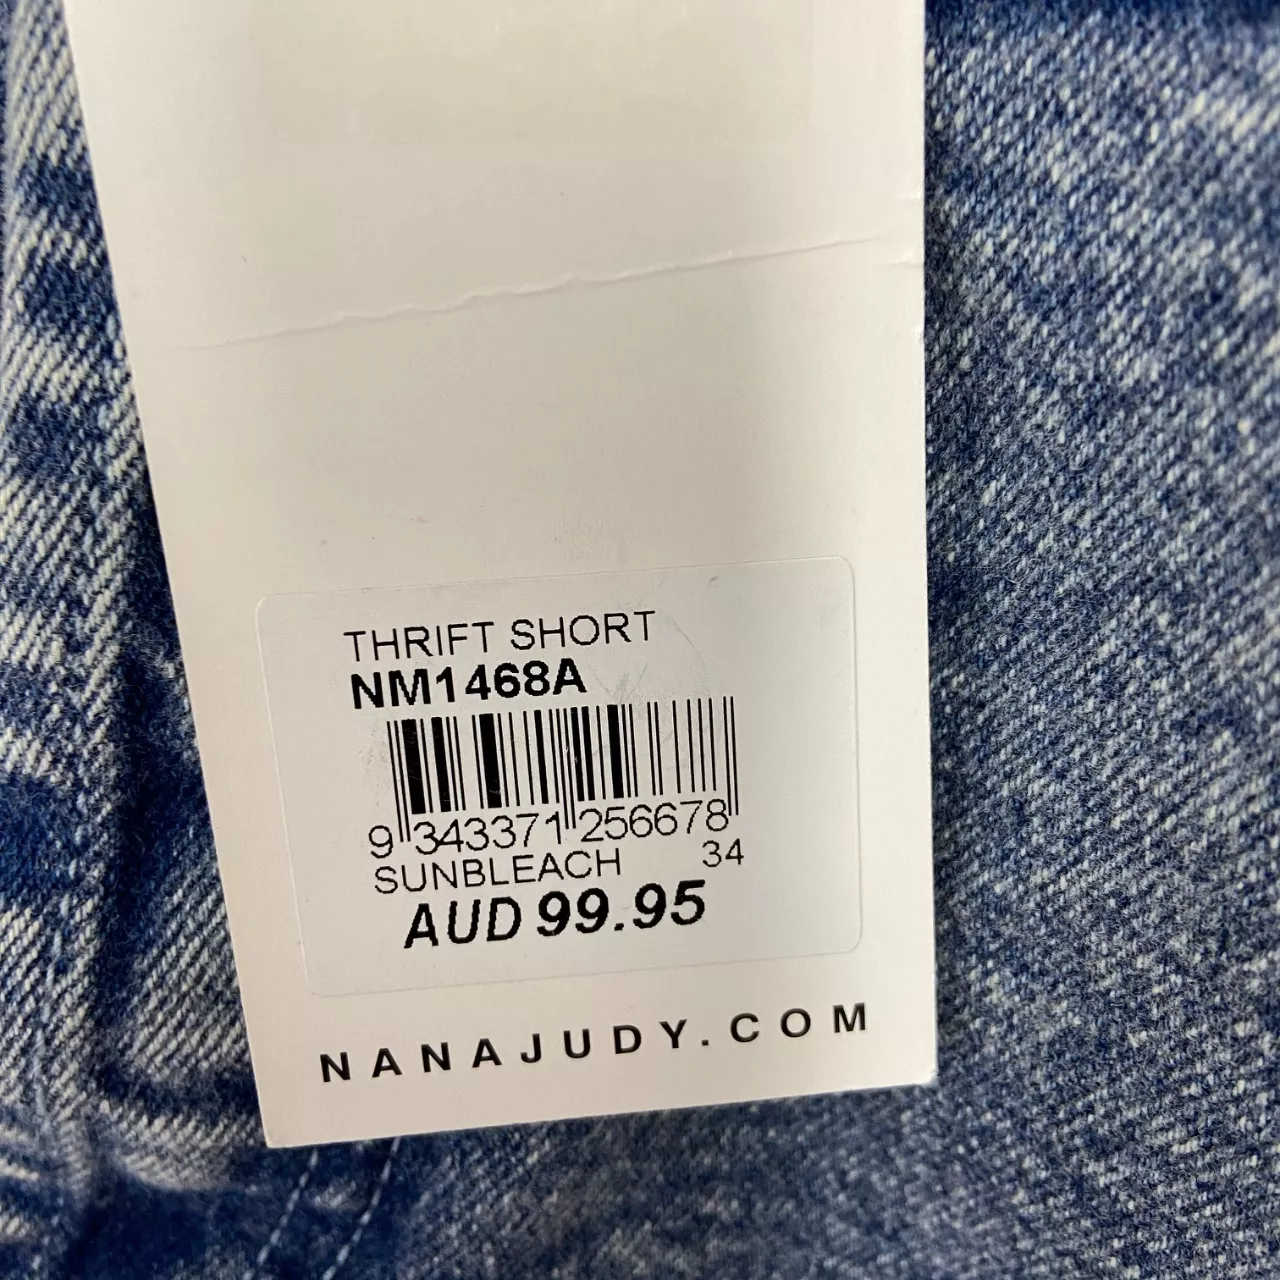 THRIFT SHORT
NM1468A
9 343371 256678
SUNBLEACH 34
AUD 99.95
NANAJUDY.COM